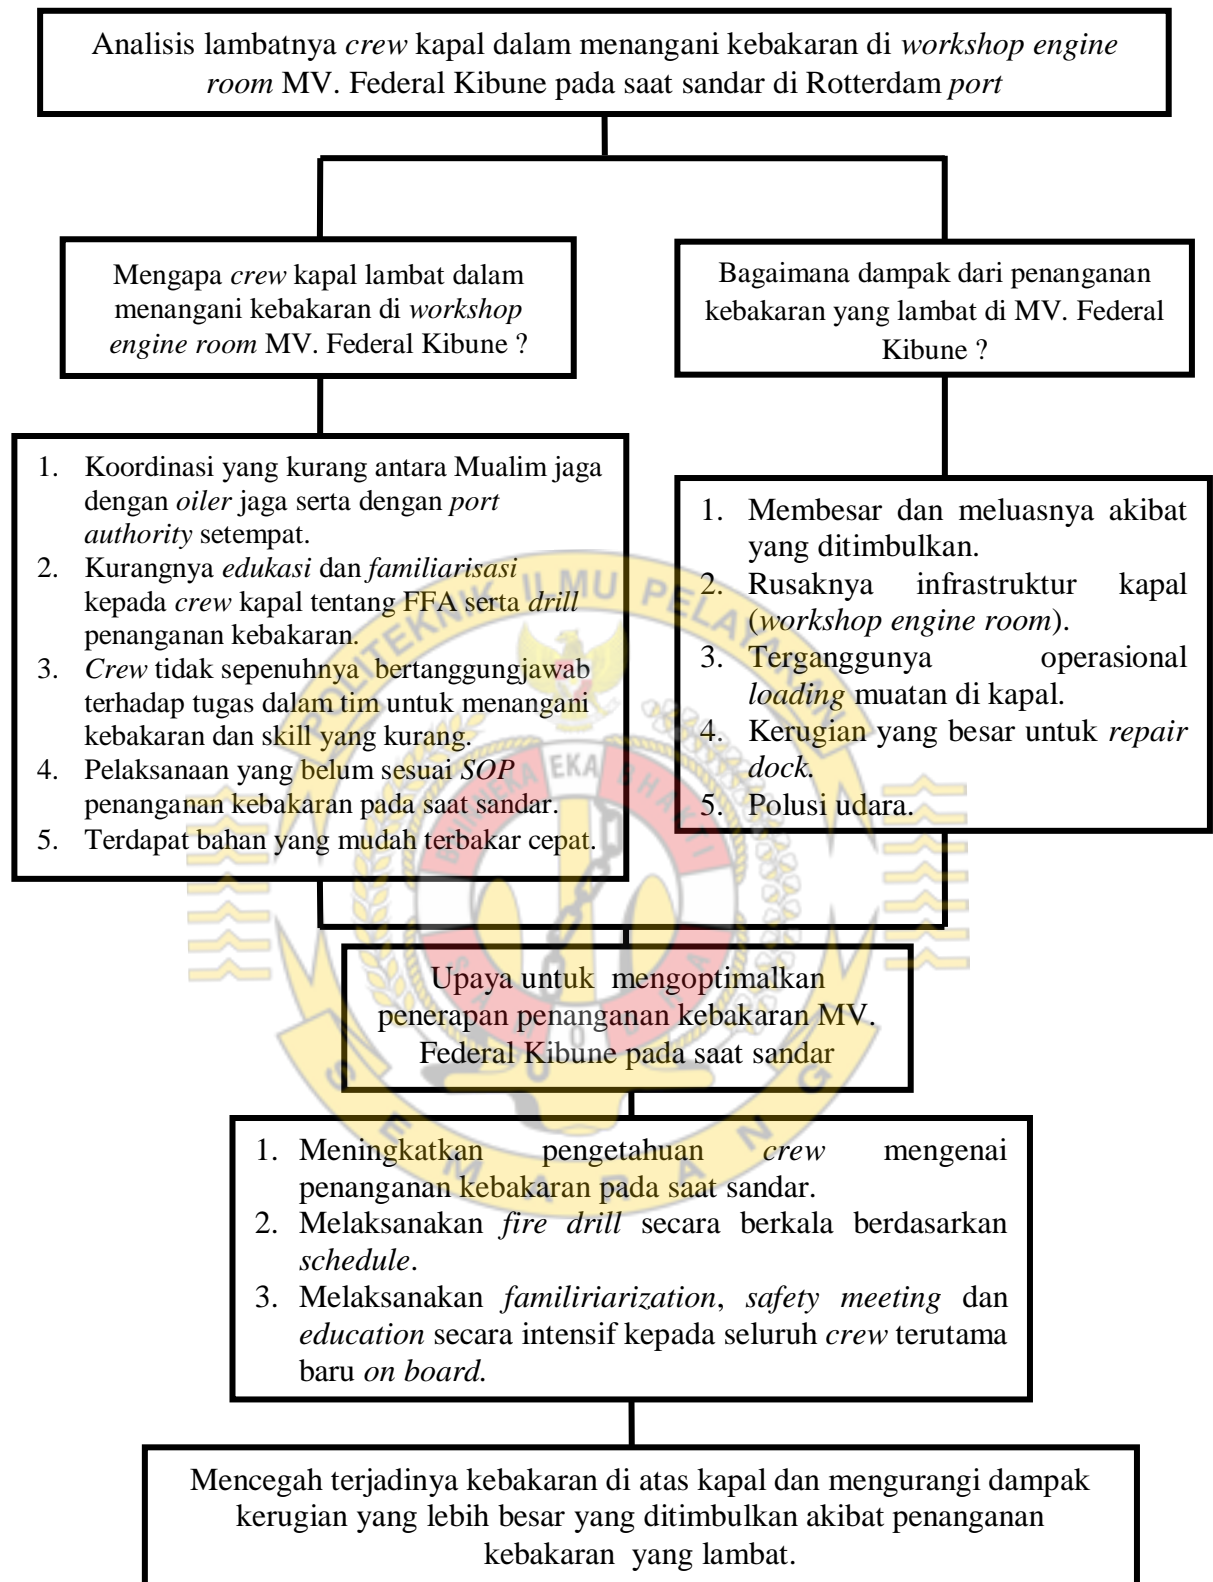 Analisis lambatnya crew kapal dalam menangani kebakaran di workshop engine
room MV. Federal Kibune pada saat sandar di Rotterdam port
Mengapa crew kapal lambat dalam
menangani kebakaran di workshop
engine room MV. Federal Kibune ?
Bagaimana dampak dari penanganan
kebakaran yang lambat di MV. Federal
Kibune ?
1. Koordinasi yang kurang antara Mualim jaga
dengan oiler jaga serta dengan port
authority setempat.
2. Kurangnya edukasi dan familiarisasi
kepada crew kapal tentang FFA serta drill
penanganan kebakaran.
3. Crew tidak sepenuhnya bertanggungjawab
terhadap tugas dalam tim untuk menangani
kebakaran dan skill yang kurang.
4. Pelaksanaan yang belum sesuai SOP
penanganan kebakaran pada saat sandar.
5. Terdapat bahan yang mudah terbakar cepat.
1. Membesar dan meluasnya akibat
yang ditimbulkan.
2. Rusaknya infrastruktur kapal
(workshop engine room).
3. Terganggunya operasional
loading muatan di kapal.
4. Kerugian yang besar untuk repair
dock.
5. Polusi udara.
Upaya untuk mengoptimalkan
penerapan penanganan kebakaran MV.
Federal Kibune pada saat sandar
1. Meningkatkan pengetahuan crew mengenai
penanganan kebakaran pada saat sandar.
2. Melaksanakan fire drill secara berkala berdasarkan
schedule.
3. Melaksanakan familiriarization, safety meeting dan
education secara intensif kepada seluruh crew terutama
baru on board.
Mencegah terjadinya kebakaran di atas kapal dan mengurangi dampak
kerugian yang lebih besar yang ditimbulkan akibat penanganan
kebakaran yang lambat.
POLITEKNIK ILMU PELAYARAN
SEMARANG